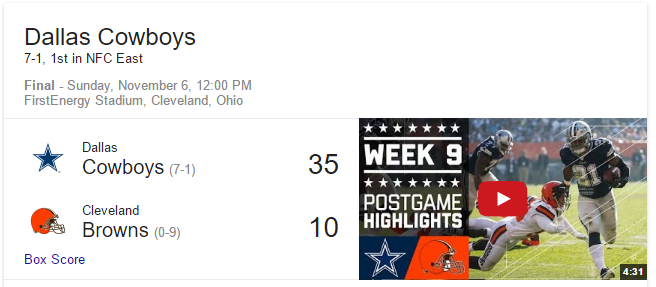 Dallas Cowboys
7-1, 1st in NFC East
Final - Sunday, November 6, 12:00 PM
FirstEnergy Stadium, Cleveland, Ohio
Dallas
Cowboys (7-1) 35
Cleveland
Browns (0-9) 10
Box Score
WEEK 9
POSTGAME
HIGHLIGHTS
21
4:31